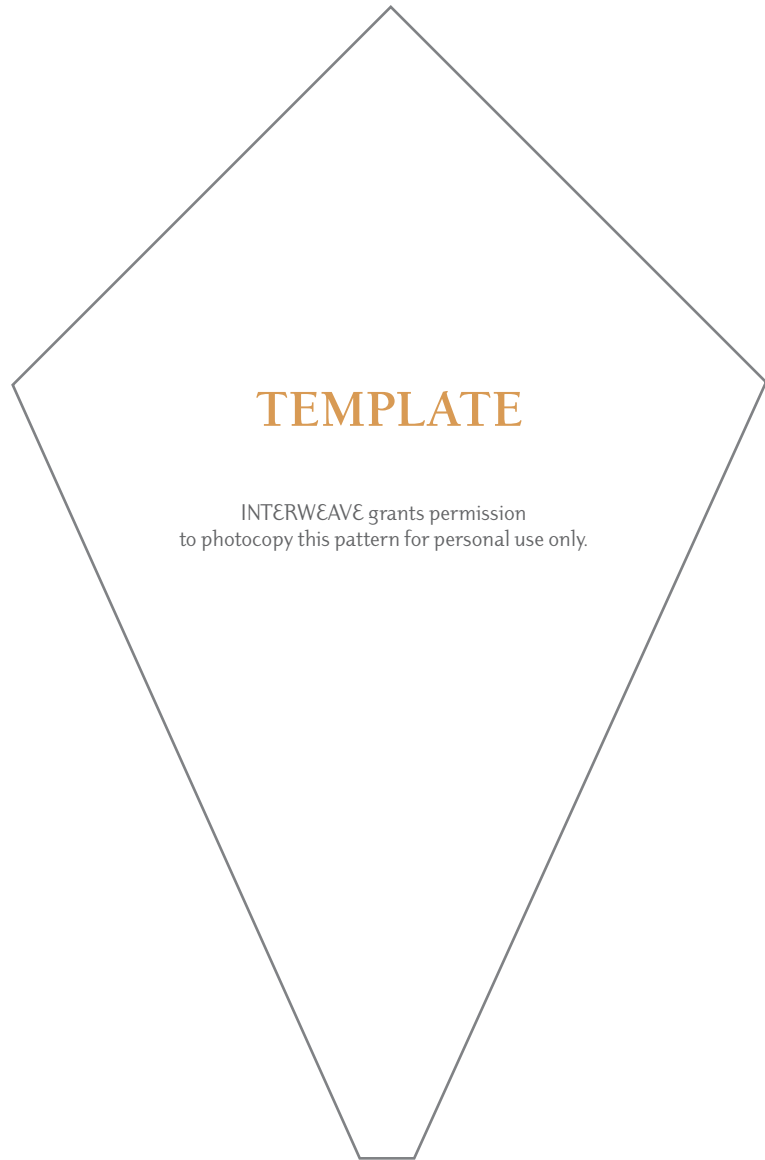 TEMPLATE
INTERWEAVE grants permission
to photocopy this pattern for personal use only.